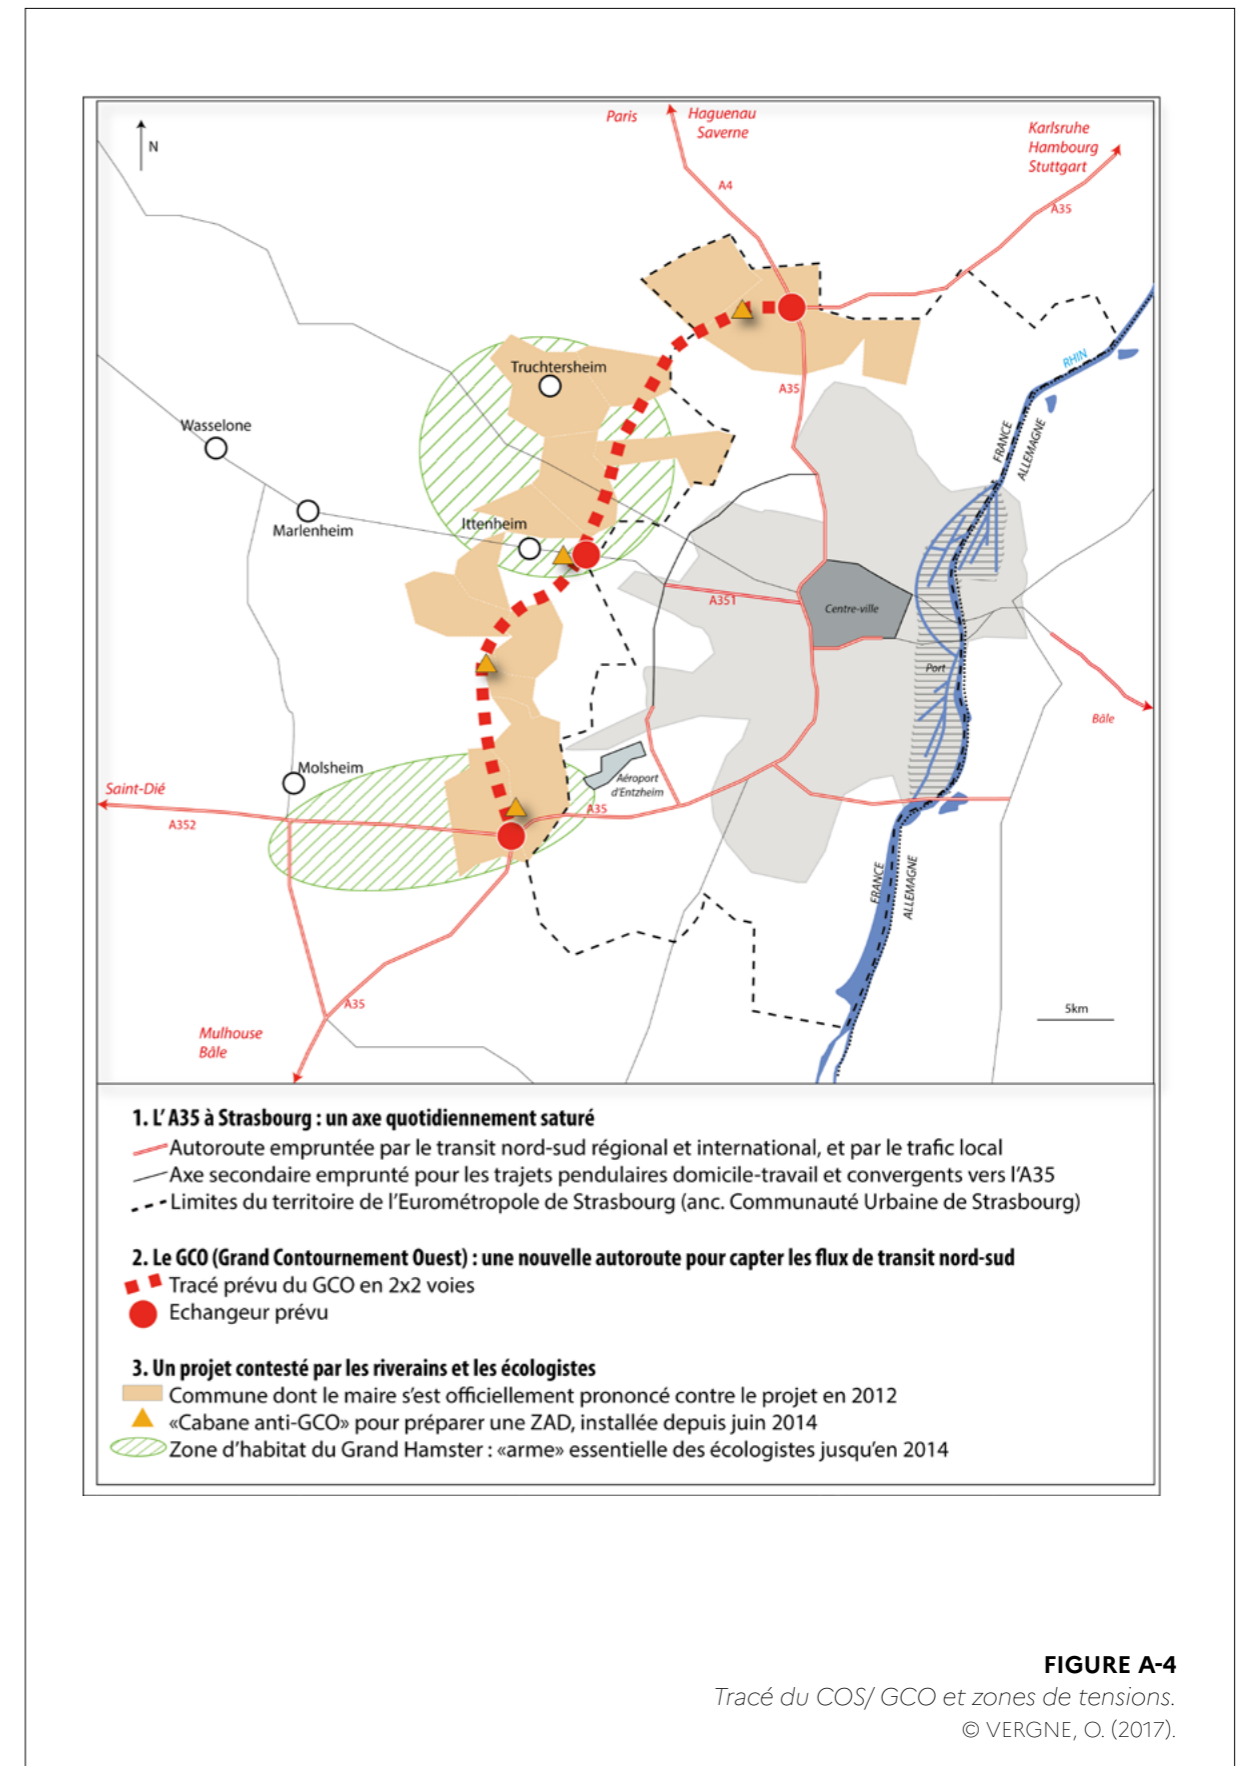 Paris
Haguenau
Saverne
Karlsruhe
Hambourg
Stuttgart
N
A4
A35
RHIN
Truchtersheim
A35
Wasselone
FRANCE
ALLEMAGNE
Marlenheim
Ittenheim
A351
Centre-ville
Port
Bâle
Molsheim
Aéroport
d'Entzheim
Saint-Dié
A352
A35
FRANCE
ALLEMAGNE
A35
5km
Mulhouse
Bâle
1. L' A35 à Strasbourg : un axe quotidiennement saturé
Autoroute empruntée par le transit nord-sud régional et international, et par le trafic local
Axe secondaire emprunté pour les trajets pendulaires domicile-travail et convergents vers l'A35
Limites du territoire de l'Eurométropole de Strasbourg (anc. Communauté Urbaine de Strasbourg)
2. Le GCO (Grand Contournement Ouest) : une nouvelle autoroute pour capter les flux de transit nord-sud
Tracé prévu du GCO en 2x2 voies
Echangeur prévu
3. Un projet contesté par les riverains et les écologistes
Commune dont le maire s'est officiellement prononcé contre le projet en 2012
«Cabane anti-GCO» pour préparer une ZAD, installée depuis juin 2014
Zone d'habitat du Grand Hamster : «arme» essentielle des écologistes jusqu'en 2014
FIGURE A-4
Tracé du COS/ GCO et zones de tensions.
© VERGNE, O. (2017).